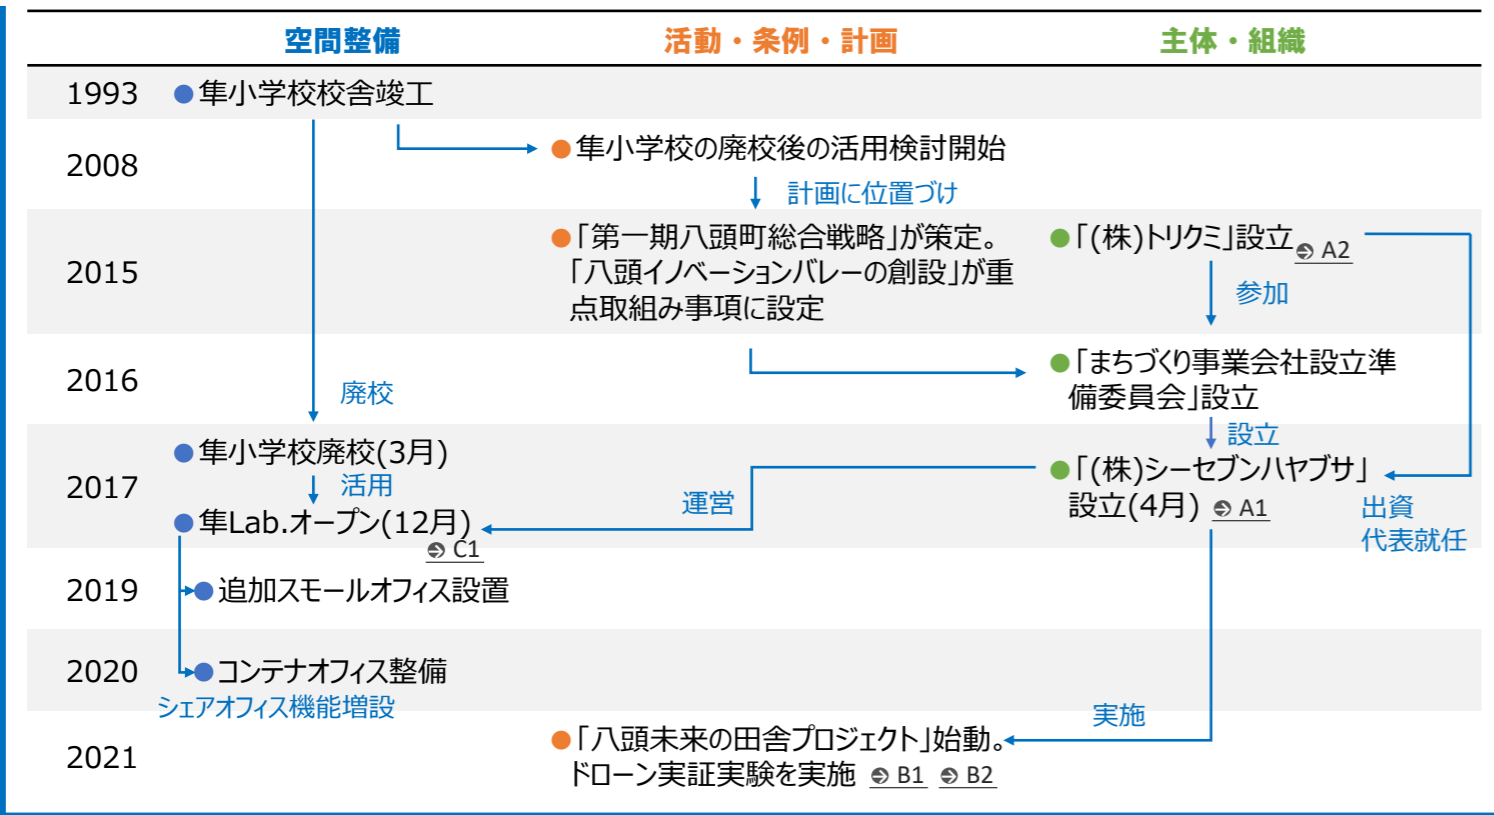 空間整備
活動・条例・計画
主体・組織
1993
隼小学校校舎竣工
2008
隼小学校の廃校後の活用検討開始
計画に位置づけ
2015
「第一期八頭町総合戦略」が策定。
「八頭イノベーションバレーの創設」が重
点取組み事項に設定
「(株)トリクミ」設立
A2
参加
2016
「まちづくり事業会社設立準
備委員会」設立
廃校
設立
2017
隼小学校廃校(3月)
活用
隼Lab.オープン(12月)
C1
運営
「(株)シーセブンハヤブサ」
設立(4月)
A1
出資
代表就任
2019
追加スモールオフィス設置
2020
コンテナオフィス整備
シェアオフィス機能増設
実施
2021
「八頭未来の田舎プロジェクト」始動。
ドローン実証実験を実施
B1
B2